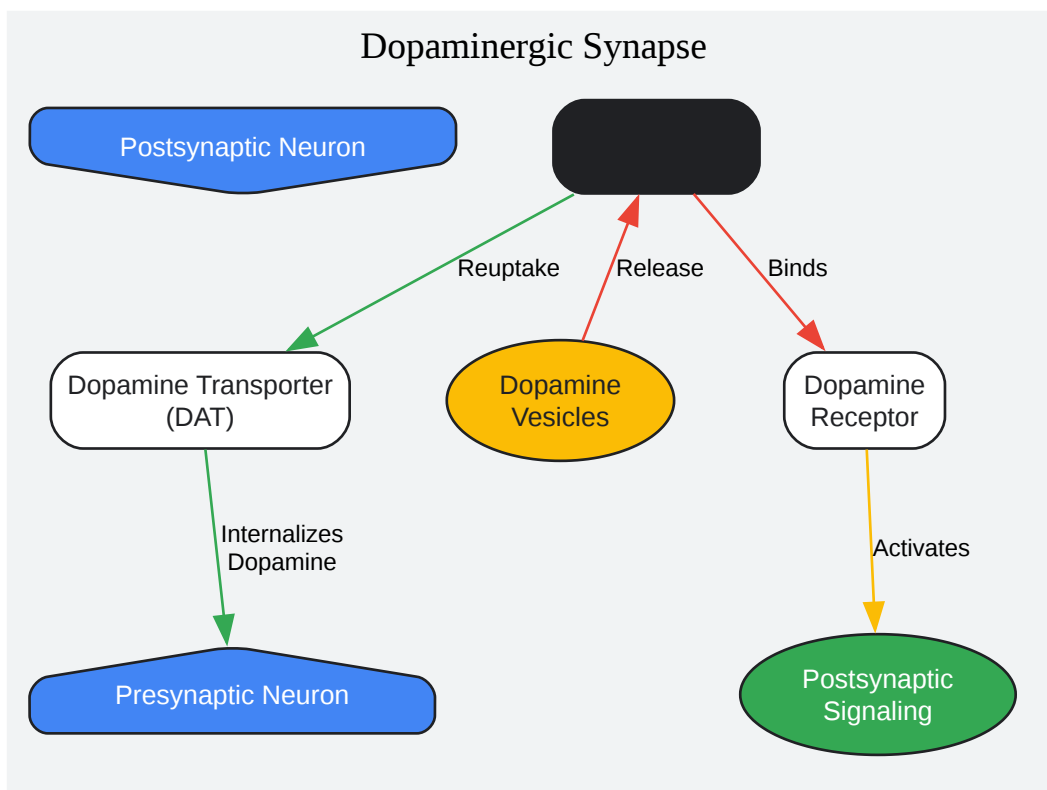 Dopaminergic Synapse
Postsynaptic Neuron
Reuptake
Release
Binds
Dopamine Transporter
(DAT)
Dopamine
Vesicles
Dopamine
Receptor
Internalizes
Dopamine
Activates
Presynaptic Neuron
Postsynaptic
Signaling